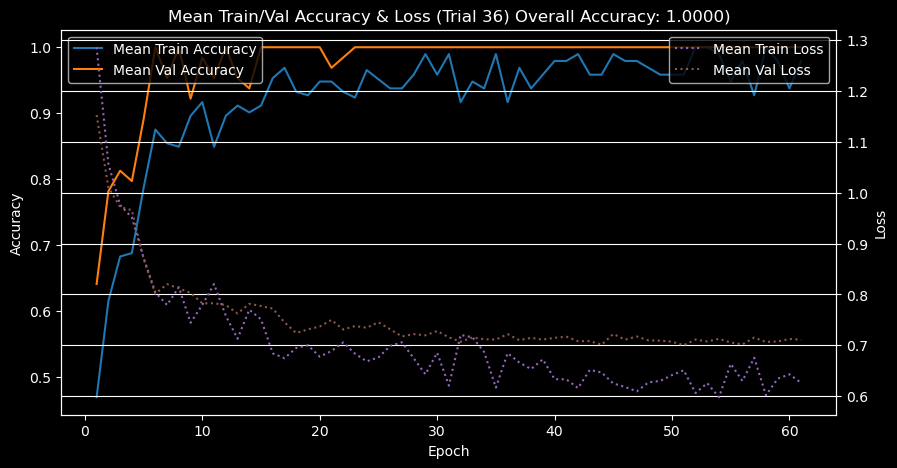 Mean Train/Val Accuracy & Loss (Trial 36) Overall Accuracy: 1.0000)
Mean Train Accuracy
Mean Val Accuracy
Mean Train Loss
Mean Val Loss
1.0
0.9
0.8
0.7
0.6
0.5
Accuracy
1.3
1.2
1.1
1.0
0.9
0.8
0.7
0.6
Loss
0 10 20 30 40 50 60
Epoch